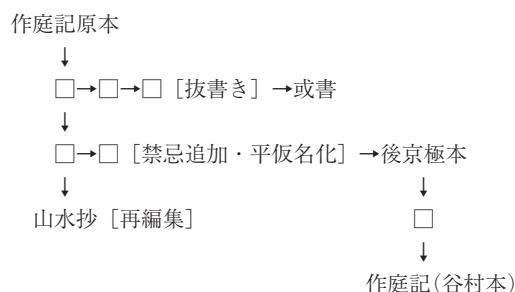 作庭記原本
↓
□→□→□［抜書き］→或書
↓
□→□［禁忌追加・平仮名化］→後京極本
↓ ↓
山水抄［再編集］ □
↓
作庭記(谷村本)